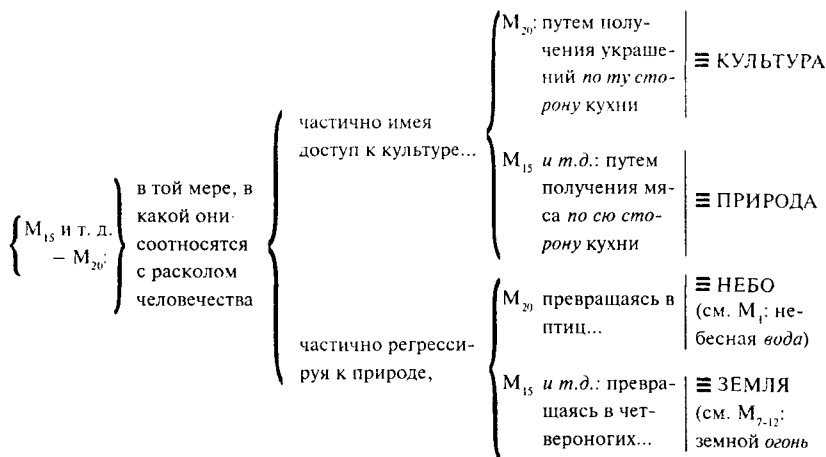 M₂₀: путем полу-
чения украше-
ний по ту сто-
рону кухни
≡ КУЛЬТУРА
частично имея
доступ к культуре...
M₁₅ и т.д.: путем
получения мя-
са по сю сто-
рону кухни
≡ ПРИРОДА
M₁₅ и т. д.
– M₂₀:
в той мере, в
какой они
соотносятся
с расколом
человечества
M₂₀ превращаясь в
птиц...
≡ НЕБО
(см. M₁: не-
бесная вода)
частично регресси-
руя к природе,
M₁₅ и т.д.: превра-
щаясь в чет-
вероногих...
≡ ЗЕМЛЯ
(см. M₇₋₁₂:
земной огонь